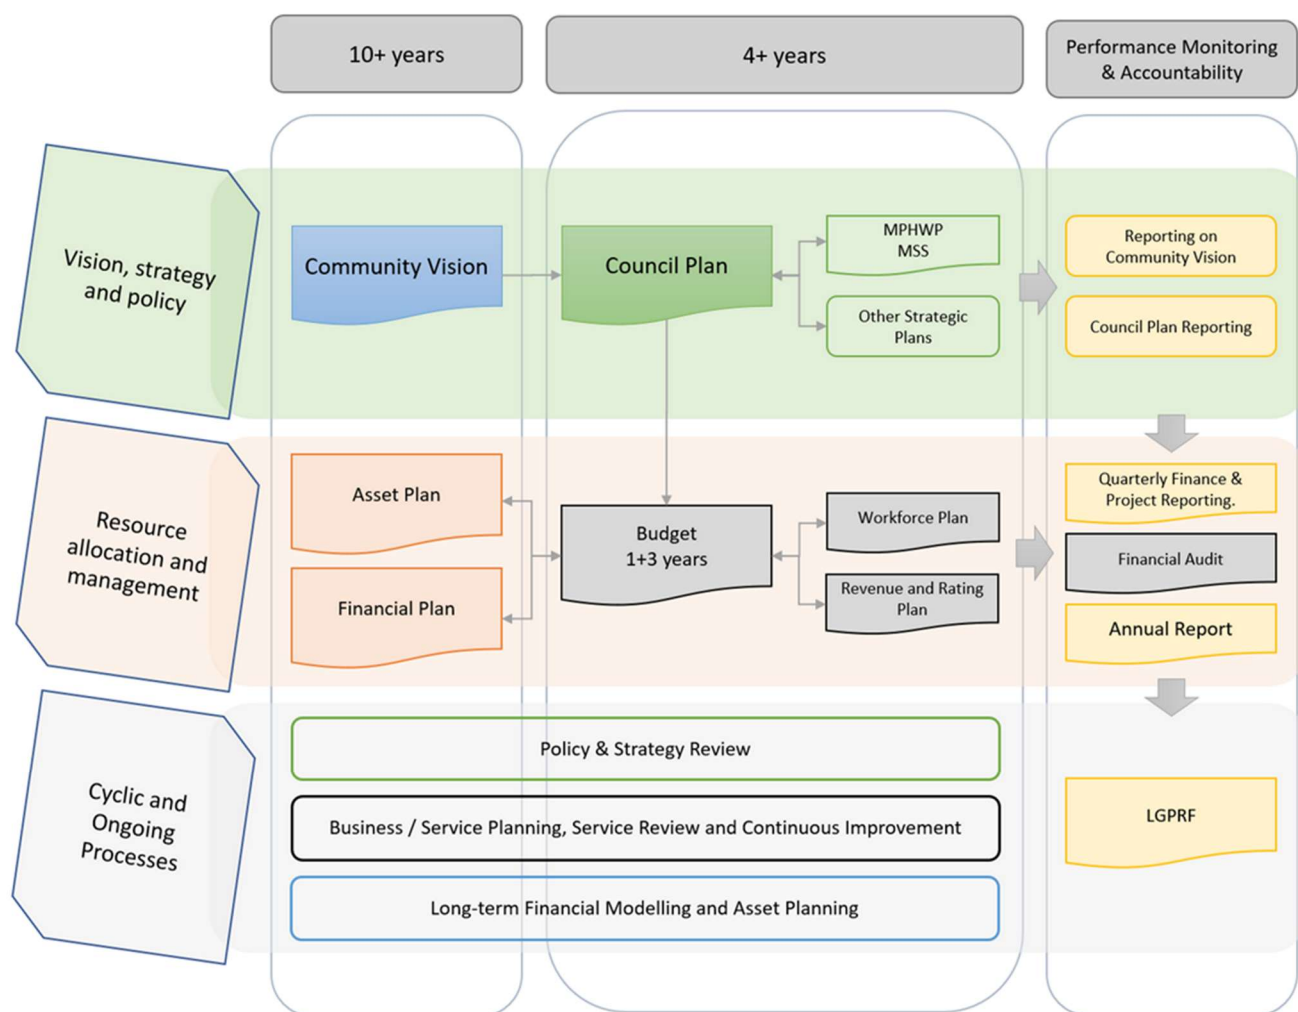 10+ years
4+ years
Performance Monitoring
& Accountability
Vision, strategy
and policy
Community Vision
Council Plan
MPHWP
MSS
Other Strategic
Plans
Reporting on
Community Vision
Council Plan Reporting
Resource
allocation and
management
Asset Plan
Financial Plan
Budget
1+3 years
Workforce Plan
Revenue and Rating
Plan
Quarterly Finance &
Project Reporting.
Financial Audit
Annual Report
Cyclic and
Ongoing
Processes
Policy & Strategy Review
Business / Service Planning, Service Review and Continuous Improvement
Long-term Financial Modelling and Asset Planning
LGPRF